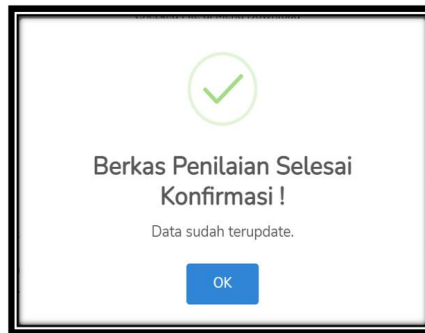 Berkas Penilaian Selesai
Konfirmasi !
Data sudah terupdate.
OK